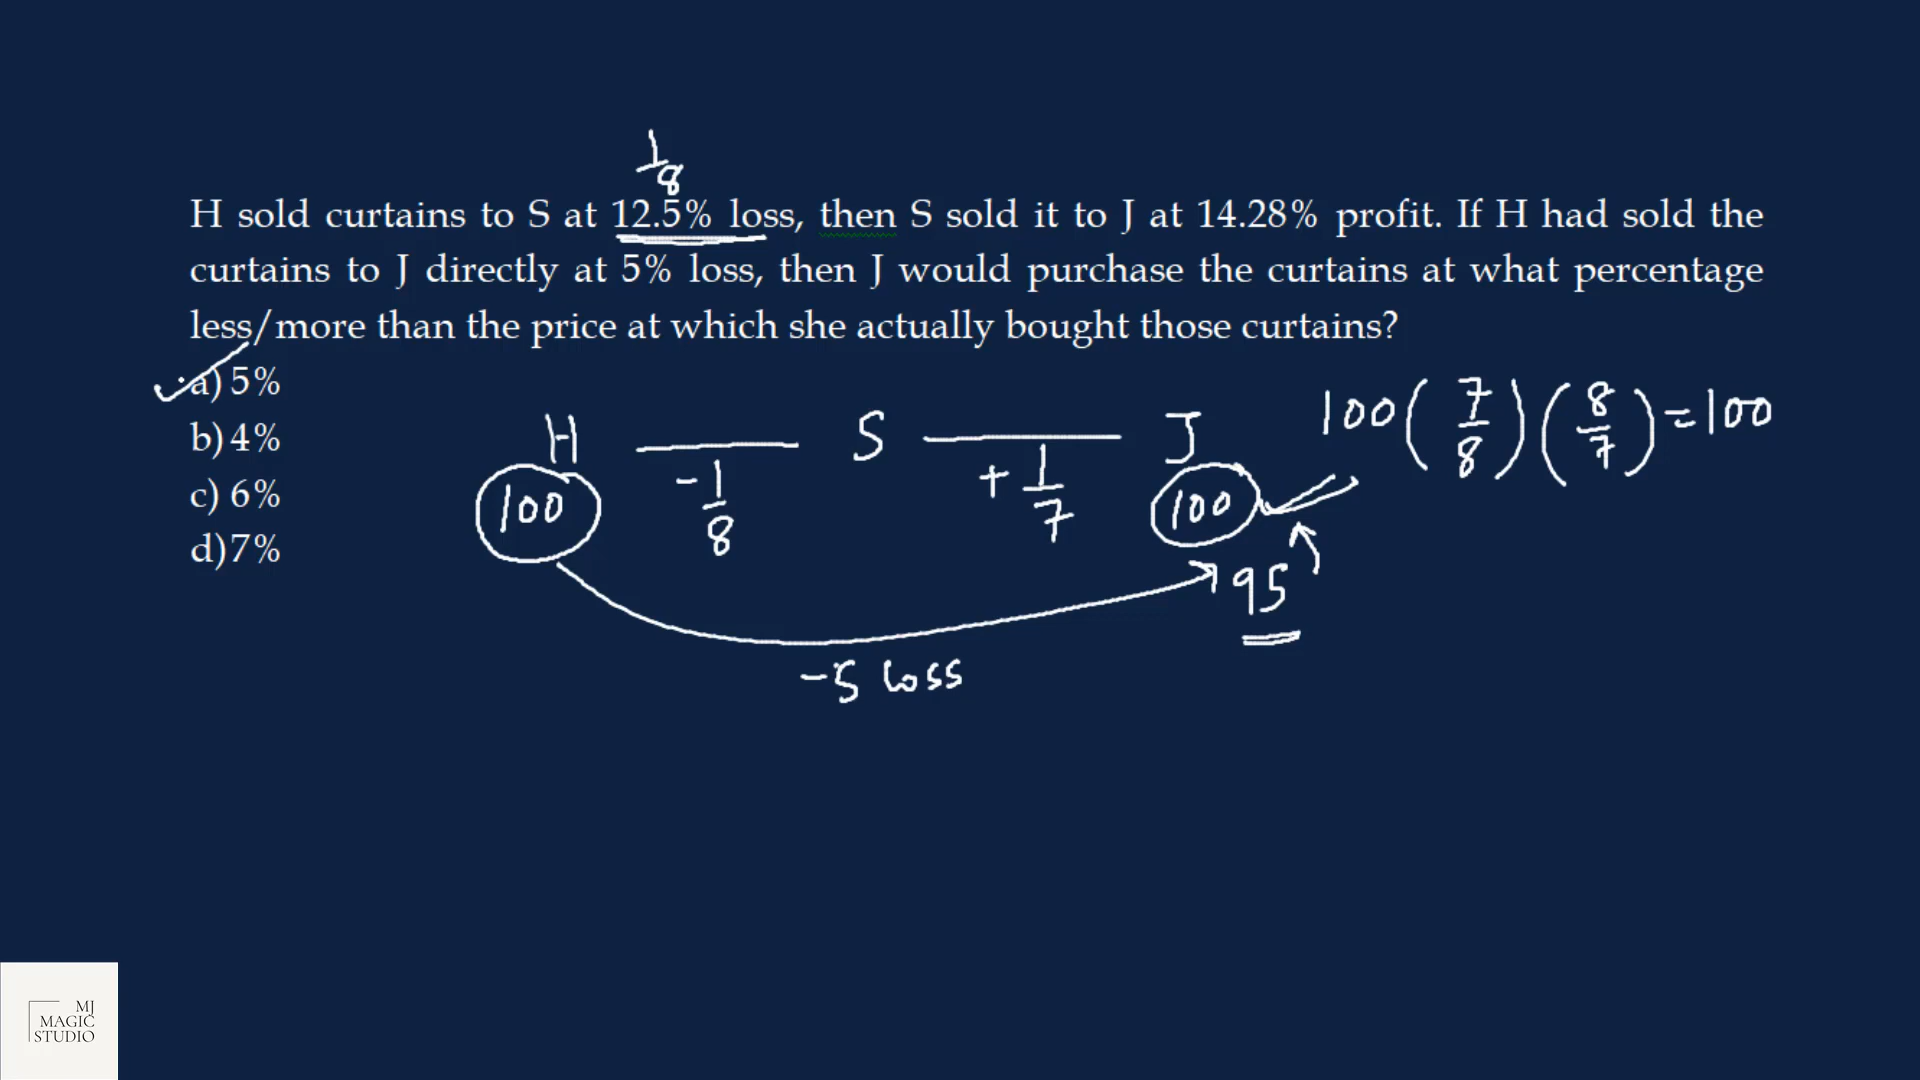 1/8
H sold curtains to S at 12.5% loss, then S sold it to J at 14.28% profit. If H had sold the
curtains to J directly at 5% loss, then J would purchase the curtains at what percentage
less/more than the price at which she actually bought those curtains?
a) 5%
b) 4%
c) 6%
d) 7%
H S J
100 -1/8 +1/7 100
100(7/8)(8/7)=100
95
-5 loss
MJ
MAGIC
STUDIO